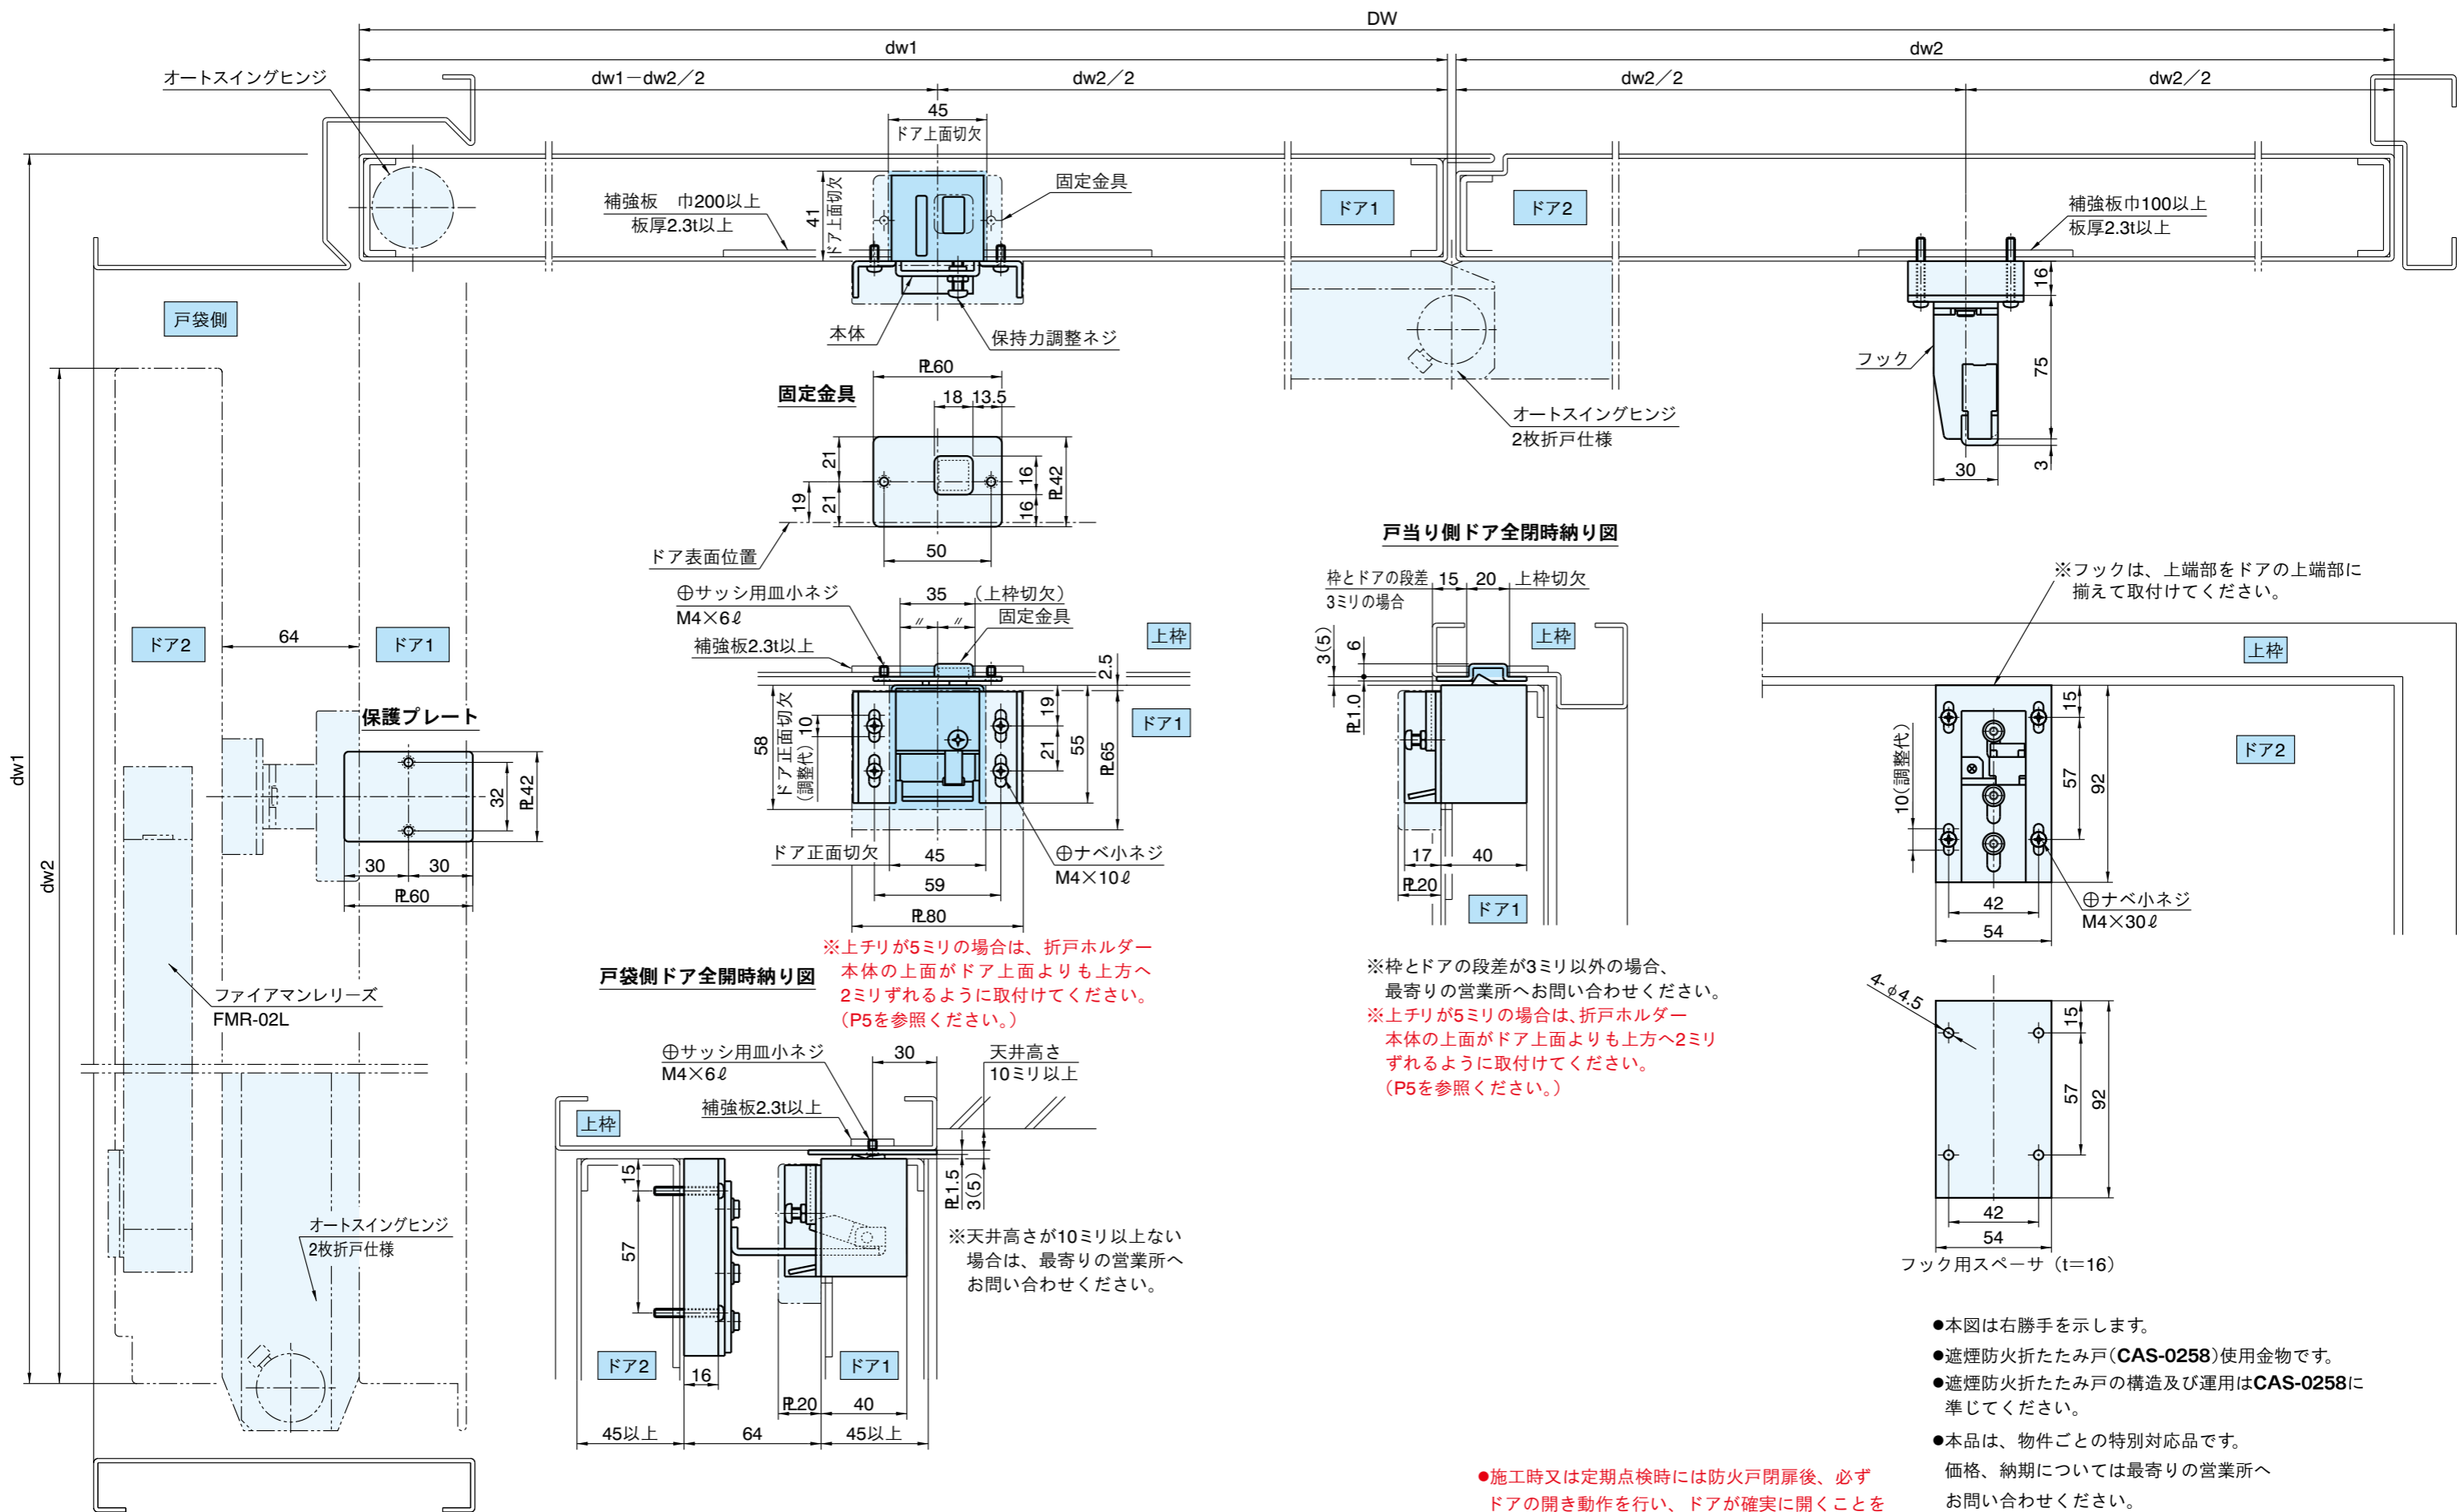 DW
dw1
dw2
dw1－dw2／2
dw2／2
dw2／2
dw2／2
オートスイングヒンジ
45
ドア上面切欠
41
ドア上面切欠
固定金具
補強板　巾200以上
板厚2.3t以上
ドア1
ドア2
補強板巾100以上
板厚2.3t以上
戸袋側
本体
保持力調整ネジ
16
フック
75
3
30
オートスイングヒンジ
2枚折戸仕様
固定金具
PL60
18
13.5
21
21
19
16
16
PL42
ドア表面位置
50
dw1
dw2
ドア2
64
ドア1
保護プレート
32
PL42
30
30
PL60
ファイアマンレリーズ
FMR-02L
オートスイングヒンジ
2枚折戸仕様
⊕サッシ用皿小ネジ
M4×6ℓ
35
（上枠切欠）
〃
〃
固定金具
補強板2.3t以上
上枠
2.5
ドア1
58
ドア正面切欠
（調整代）10
19
21
55
PL65
ドア正面切欠
45
59
PL80
⊕ナベ小ネジ
M4×10ℓ
※上チリが5ミリの場合は、折戸ホルダー
本体の上面がドア上面よりも上方へ
2ミリずれるように取付けてください。
（P5を参照ください。）
戸当り側ドア全閉時納り図
枠とドアの段差
3ミリの場合
15
20
上枠切欠
3(5)
6
上枠
PL1.0
17
40
PL20
ドア1
※枠とドアの段差が3ミリ以外の場合、
最寄りの営業所へお問い合わせください。
※上チリが5ミリの場合は、折戸ホルダー
本体の上面がドア上面よりも上方へ2ミリ
ずれるように取付けてください。
（P5を参照ください。）
※フックは、上端部をドアの上端部に
揃えて取付けてください。
上枠
ドア2
15
57
92
10（調整代）
42
54
⊕ナベ小ネジ
M4×30ℓ
4-φ4.5
15
57
92
42
54
フック用スペーサ（t＝16）
戸袋側ドア全開時納り図
⊕サッシ用皿小ネジ
M4×6ℓ
30
天井高さ
10ミリ以上
補強板2.3t以上
上枠
15
57
PL1.5
3(5)
※天井高さが10ミリ以上ない
場合は、最寄りの営業所へ
お問い合わせください。
ドア2
16
ドア1
PL20
40
45以上
64
45以上
●本図は右勝手を示します。
●遮煙防火折たたみ戸（CAS-0258）使用金物です。
●遮煙防火折たたみ戸の構造及び運用はCAS-0258に
準じてください。
●本品は、物件ごとの特別対応品です。
価格、納期については最寄りの営業所へ
お問い合わせください。
●施工時又は定期点検時には防火戸閉扉後、必ず
ドアの開き動作を行い、ドアが確実に開くことを